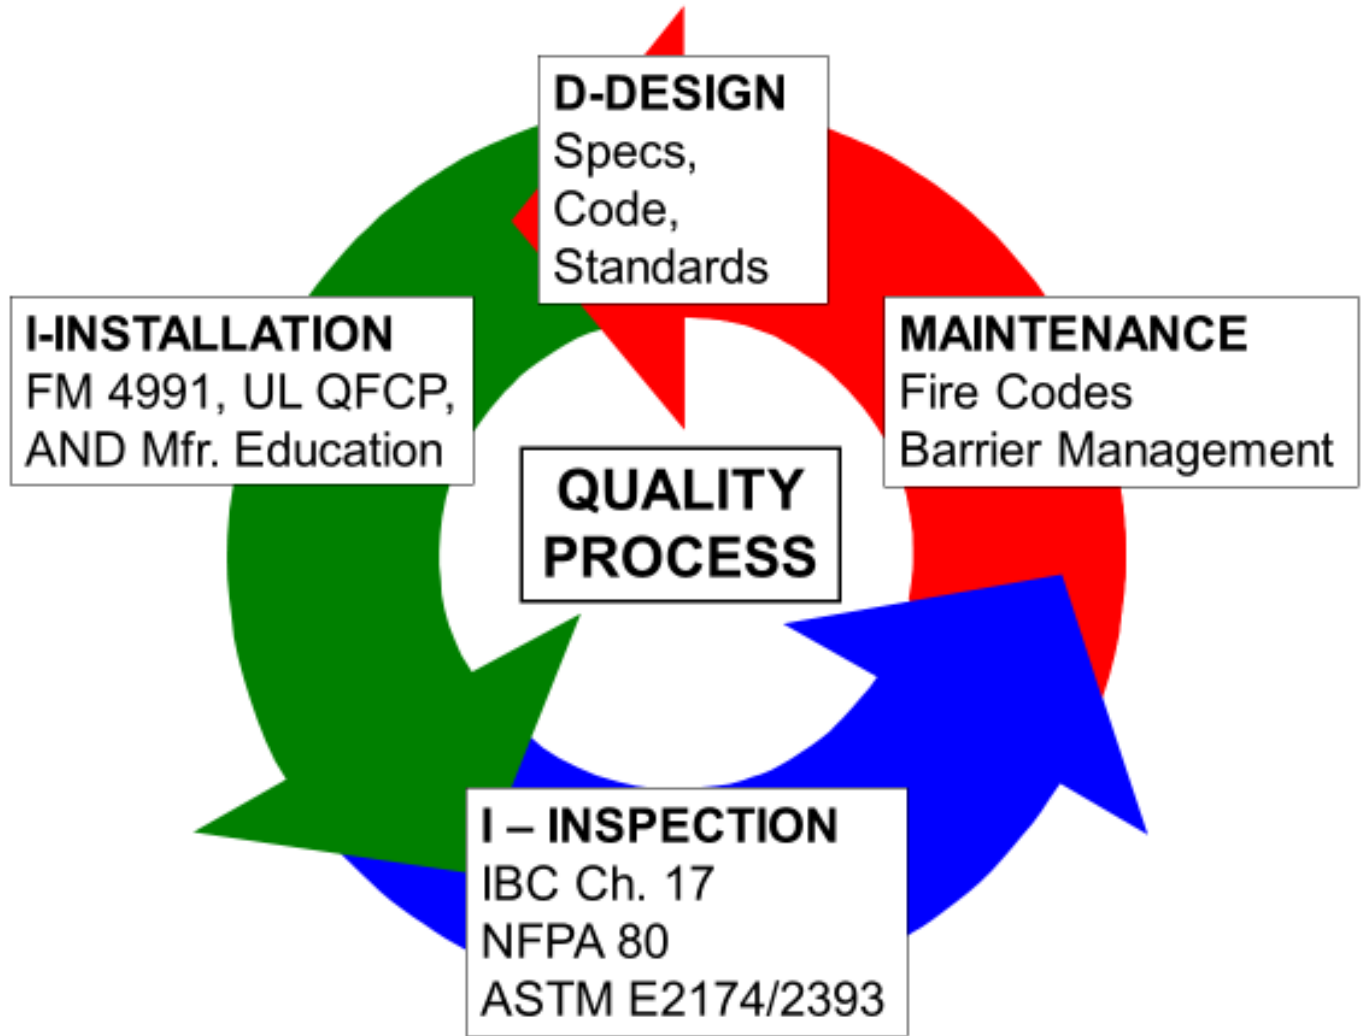 D-DESIGN
Specs,
Code,
Standards
I-INSTALLATION
FM 4991, UL QFCP,
AND Mfr. Education
MAINTENANCE
Fire Codes
Barrier Management
QUALITY
PROCESS
I – INSPECTION
IBC Ch. 17
NFPA 80
ASTM E2174/2393